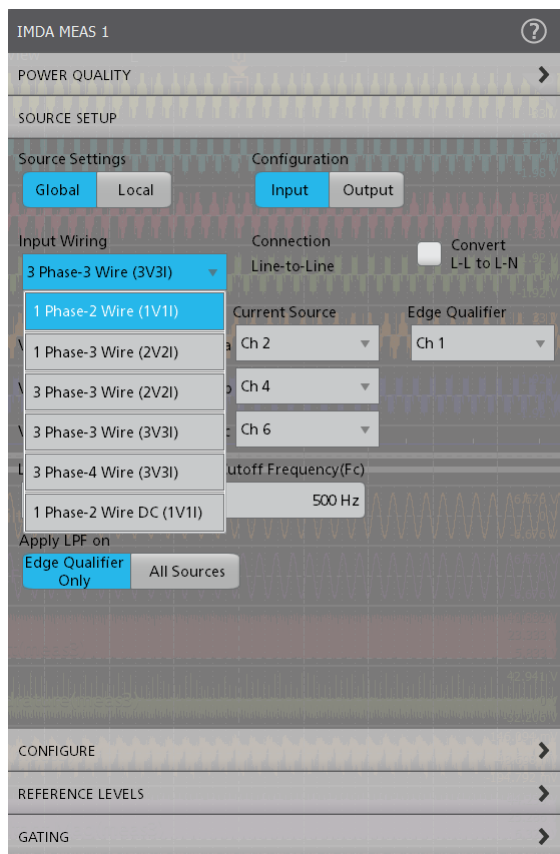 IMDA MEAS 1
?
POWER QUALITY
SOURCE SETUP
Source Settings
Configuration
Global Local
Input Output
Input Wiring
Connection
Convert
L-L to L-N
3 Phase-3 Wire (3V3I)
Line-to-Line
1 Phase-2 Wire (1V1I)
Current Source
Edge Qualifier
1 Phase-3 Wire (2V2I)
Ch 2
Ch 1
3 Phase-3 Wire (2V2I)
Ch 4
3 Phase-3 Wire (3V3I)
Ch 6
3 Phase-4 Wire (3V3I)
Frequency(Fc)
1 Phase-2 Wire DC (1V1I)
500 Hz
Apply LPF on
Edge Qualifier
Only
All Sources
CONFIGURE
REFERENCE LEVELS
GATING